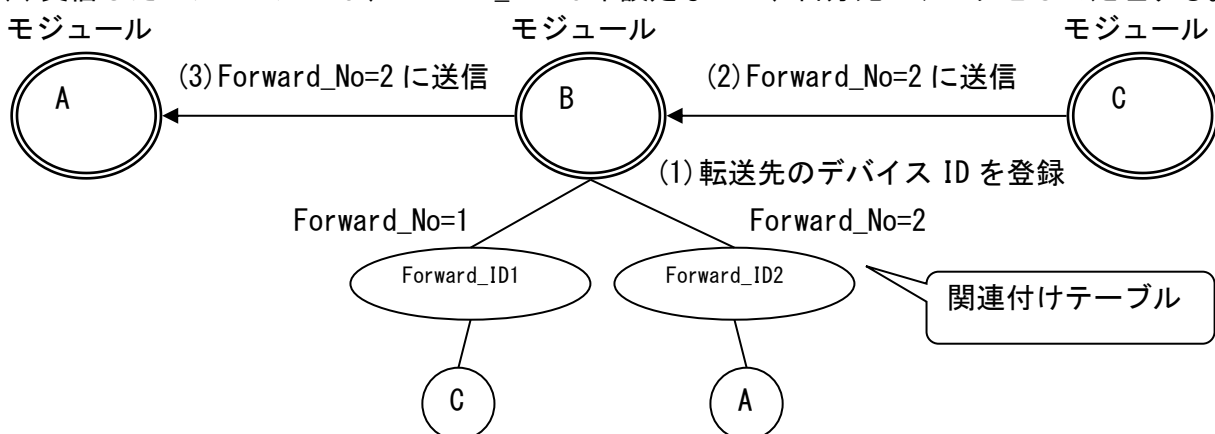 モジュール モジュール モジュール
(3)Forward_No=2 に送信 (2)Forward_No=2 に送信
A B C
(1)転送先のデバイス ID を登録
Forward_No=1 Forward_No=2
Forward_ID1 Forward_ID2
関連付けテーブル
C A